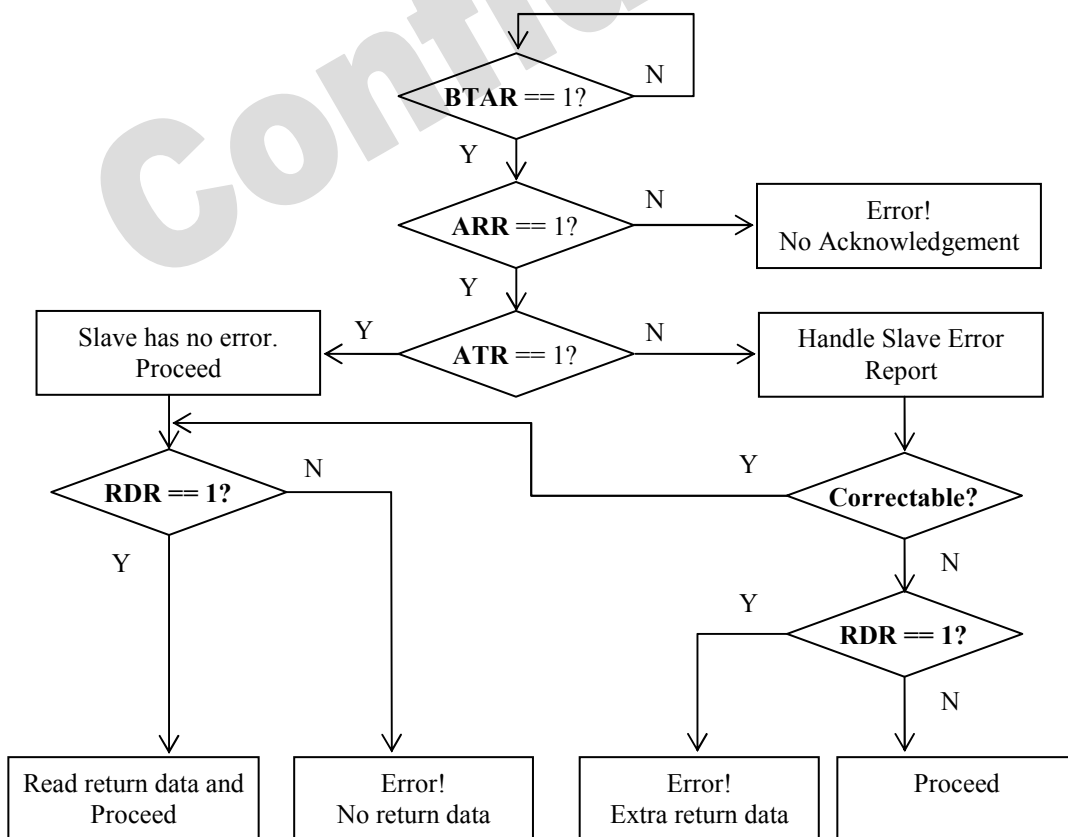 N
BTAR == 1?
Y
N
ARR == 1?
Error!
No Acknowledgement
Y
Slave has no error.
Proceed
Y
ATR == 1?
N
Handle Slave Error
Report
N
RDR == 1?
Y
Correctable?
Y
N
Y
RDR == 1?
N
Read return data and
Proceed
Error!
No return data
Error!
Extra return data
Proceed